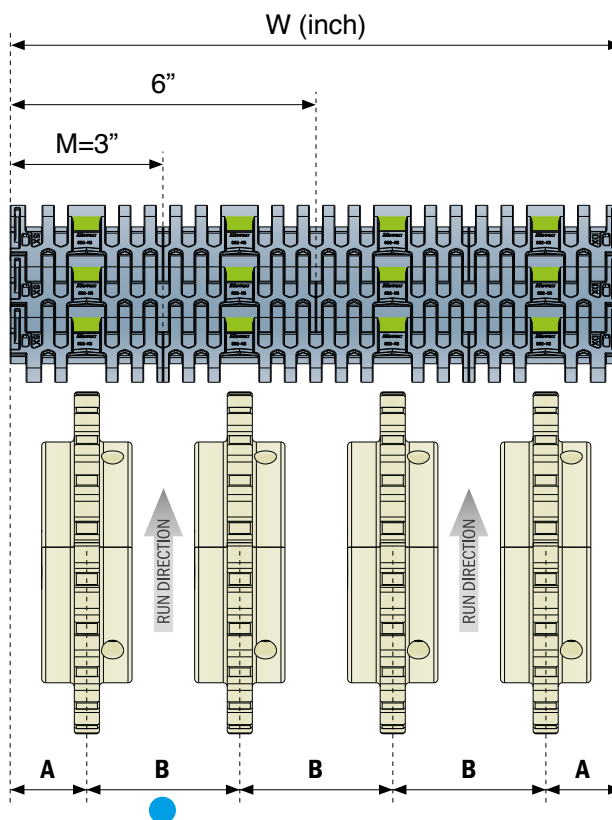 W (inch)
6”
M=3”
RUN DIRECTION
RUN DIRECTION
A
B
B
B
A